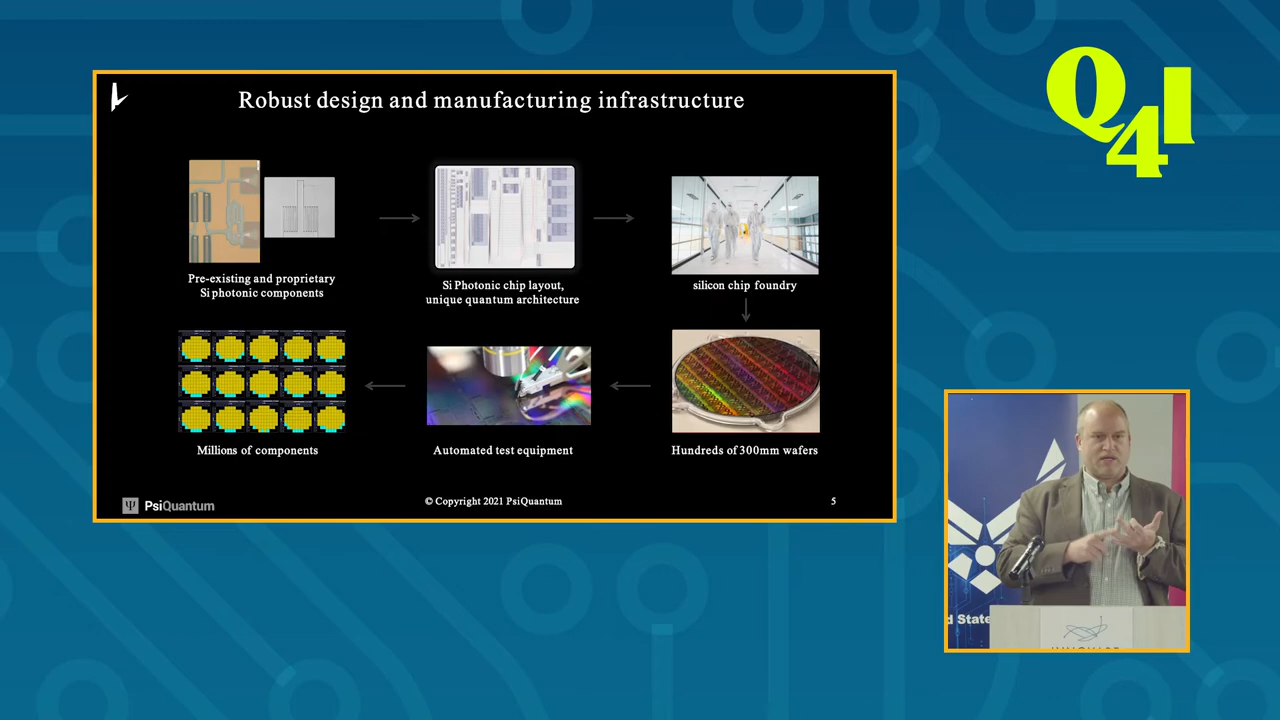 Q4I
Robust design and manufacturing infrastructure
Pre-existing and proprietary
Si photonic components
Si Photonic chip layout,
unique quantum architecture
silicon chip foundry
Millions of components
Automated test equipment
Hundreds of 300mm wafers
Ψ PsiQuantum
© Copyright 2021 PsiQuantum
5
d State